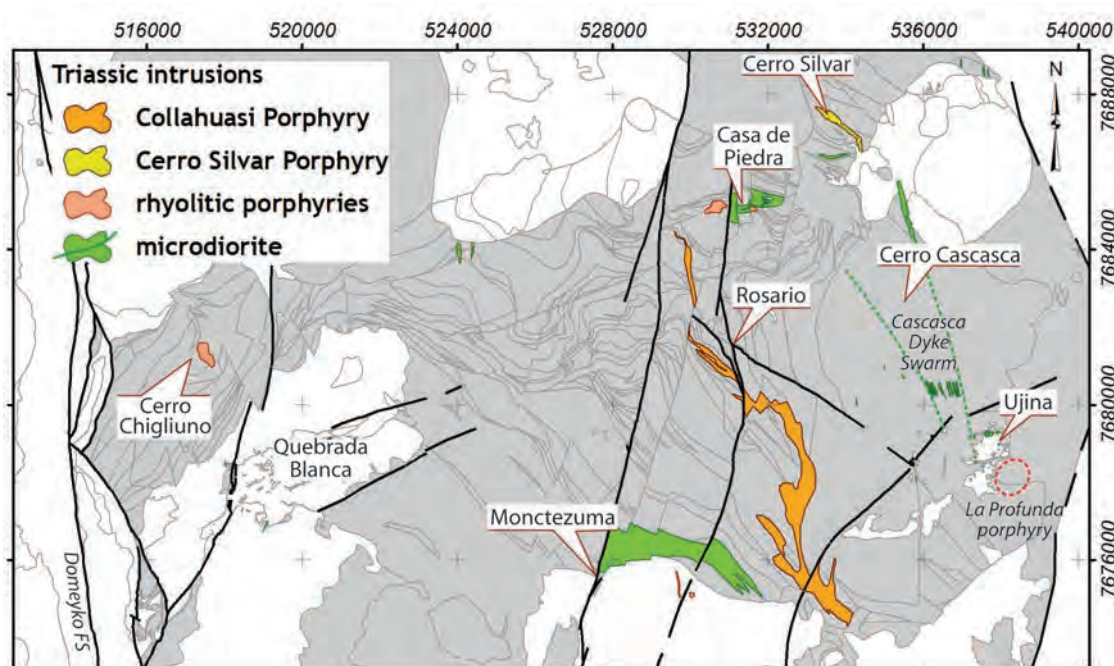 516000 520000 524000 528000 532000 536000 540000
Triassic intrusions
Collahuasi Porphyry
Cerro Silvar Porphyry
rhyolitic porphyries
microdiorite
Cerro Silvar
N
7688000
Casa de
Piedra
7684000
Cerro Cascasca
Rosario
Cascasca
Dyke
Swarm
Cerro
Chigliuno
7680000
Ujina
Quebrada
Blanca
La Profunda
porphyry
Monctezuma
7676000
Domeyko FS